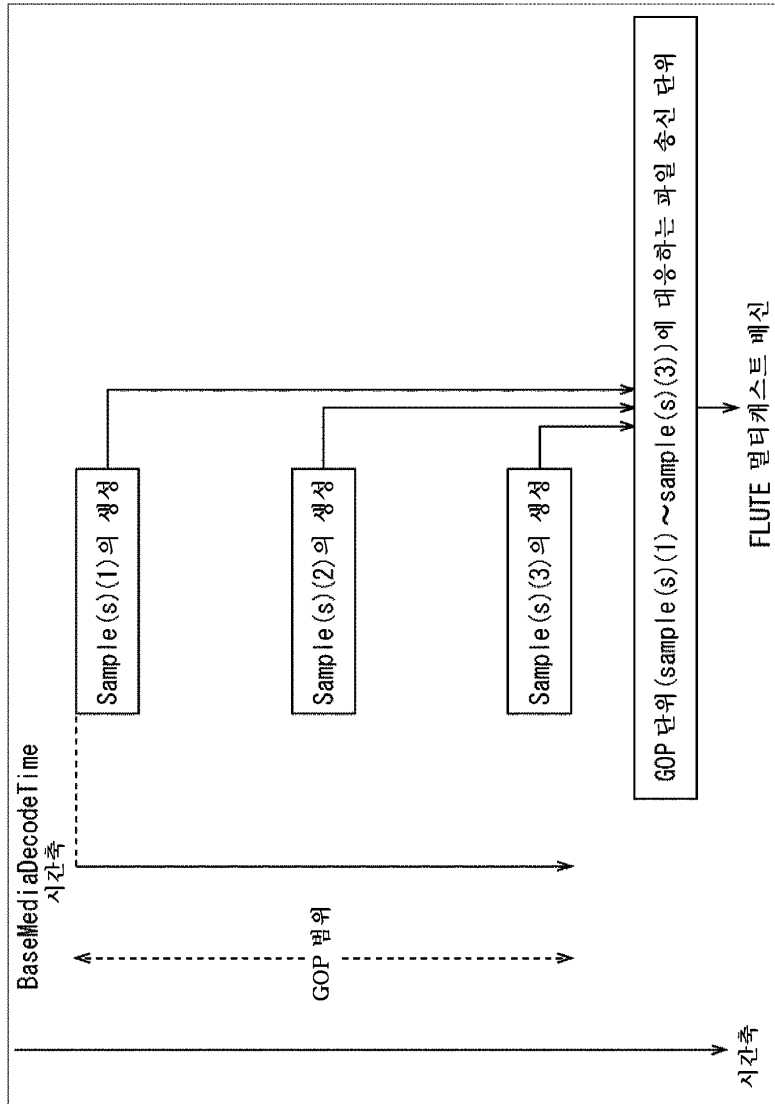 BaseMediaDecodeTime
시간축
GOP 범위
시간축
Sample(s)(1)의 생성
Sample(s)(2)의 생성
Sample(s)(3)의 생성
GOP 단위(sample(s)(1)～sample(s)(3))에 대응하는 파일 송신 단위
FLUTE 멀티캐스트 배신